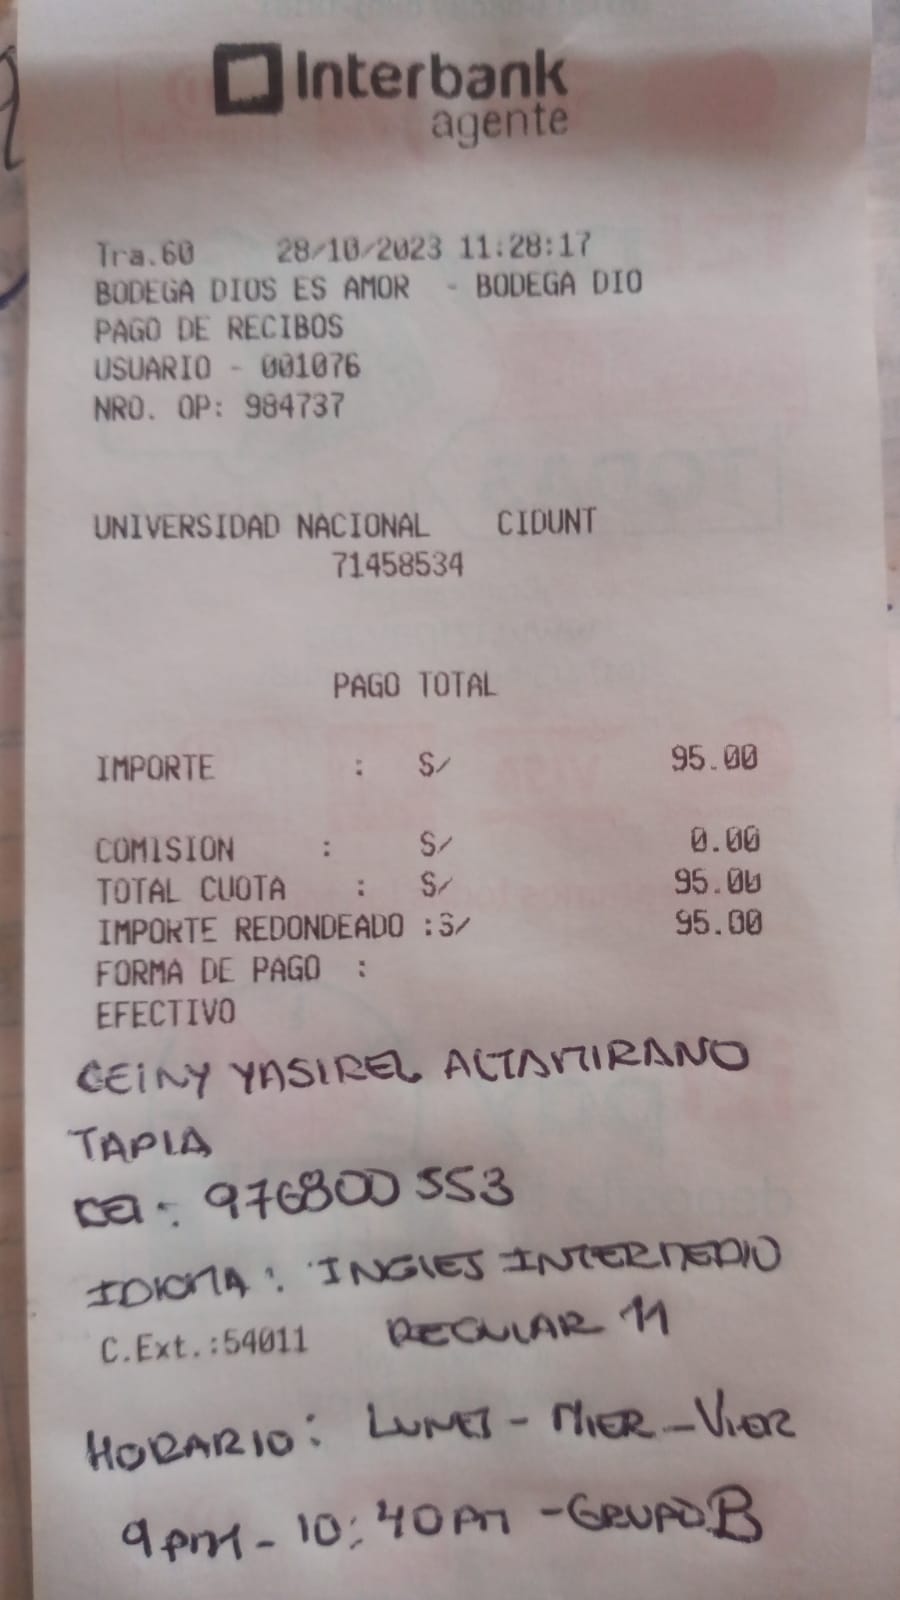 Interbank
agente
Tra.60 28/10/2023 11:28:17
BODEGA DIOS ES AMOR - BODEGA DIO
PAGO DE RECIBOS
USUARIO - 001076
NRO. OP: 984737
UNIVERSIDAD NACIONAL CIDUNT
71458534
PAGO TOTAL
IMPORTE : S/ 95.00
COMISION : S/ 0.00
TOTAL CUOTA : S/ 95.00
IMPORTE REDONDEADO :S/ 95.00
FORMA DE PAGO :
EFECTIVO
CEINY YASIREL ALTAMIRANO
TAPIA
976800553
IDIOMA: INGLES INTERMEDIO
C.Ext.:54011 REGULAR 11
HORARIO: LUNES - MIER - VIER
9PM - 10:40PM - GRUPO B